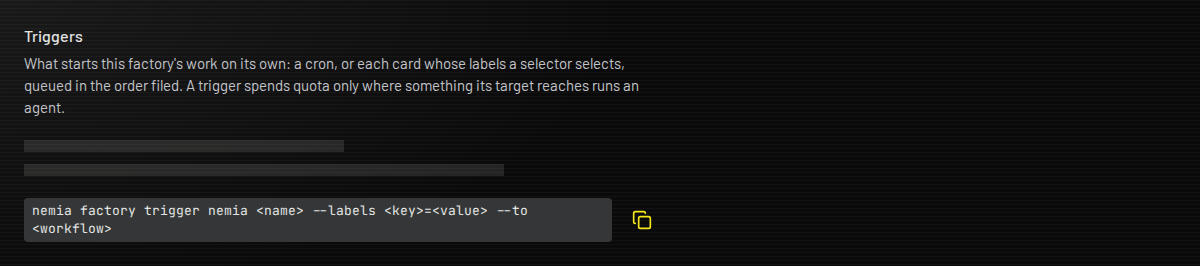 Triggers
What starts this factory's work on its own: a cron, or each card whose labels a selector selects,
queued in the order filed. A trigger spends quota only where something its target reaches runs an
agent.
nemia factory trigger nemia <name> --labels <key>=<value> --to
<workflow>